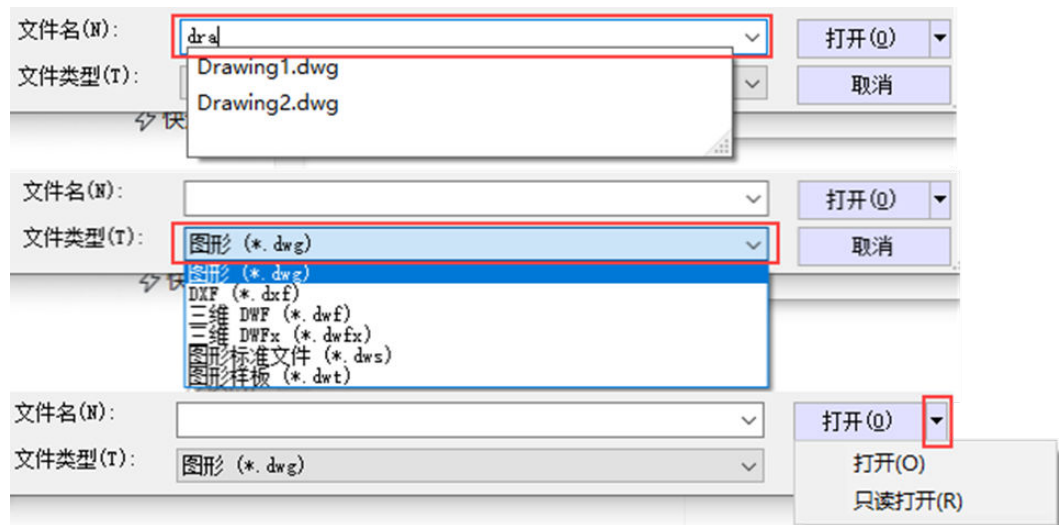 文件名(N):
dra
打开(O)
文件类型(T):
Drawing1.dwg
取消
Drawing2.dwg
快
文件名(N):
打开(O)
文件类型(T):
图形 (*.dwg)
取消
图形 (*.dwg)
快
DXF (*.dxf)
三维 DWF (*.dwf)
三维 DWFx (*.dwfx)
图形标准文件 (*.dws)
图形样板 (*.dwt)
文件名(N):
打开(O)
文件类型(T):
图形 (*.dwg)
打开(O)
只读打开(R)